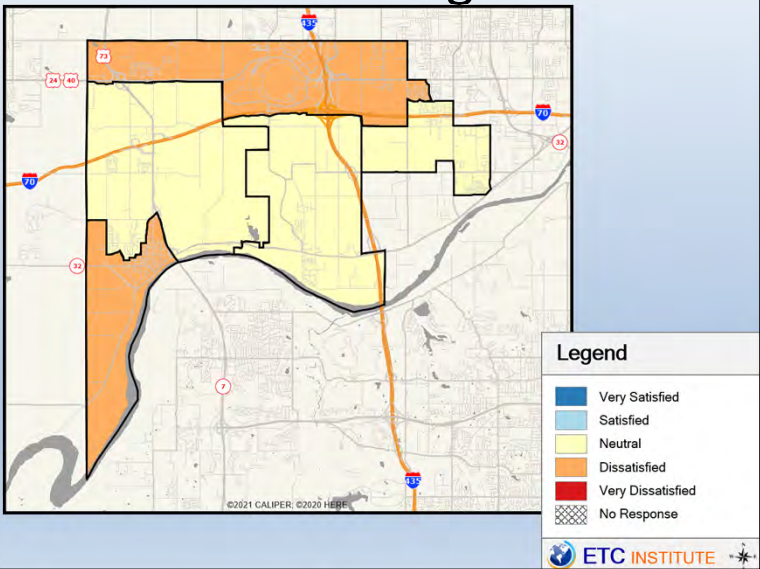 435
73
24 40
70
32
70
32
7
435
©2021 CALIPER; ©2020 HERE
Legend
Very Satisfied
Satisfied
Neutral
Dissatisfied
Very Dissatisfied
No Response
ETC INSTITUTE